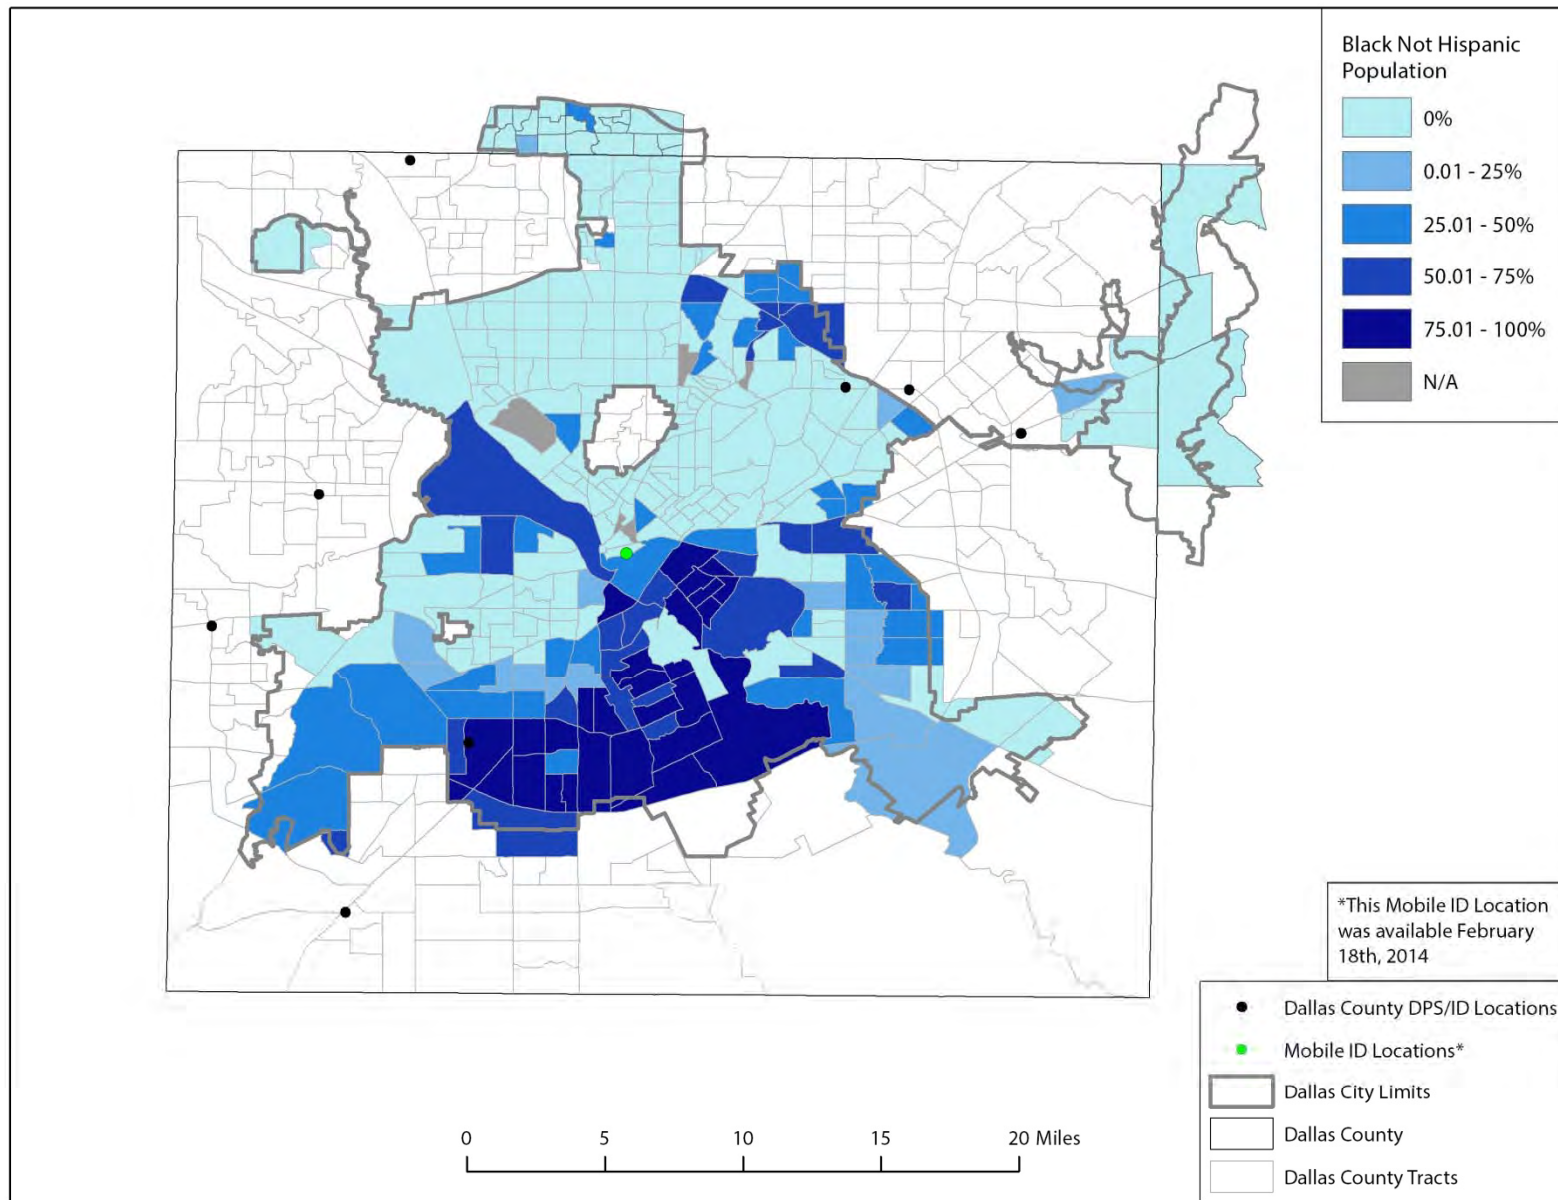 Black Not Hispanic
Population
0%
0.01 - 25%
25.01 - 50%
50.01 - 75%
75.01 - 100%
N/A
*This Mobile ID Location
was available February
18th, 2014
Dallas County DPS/ID Locations
Mobile ID Locations*
Dallas City Limits
Dallas County
Dallas County Tracts
0 5 10 15 20 Miles